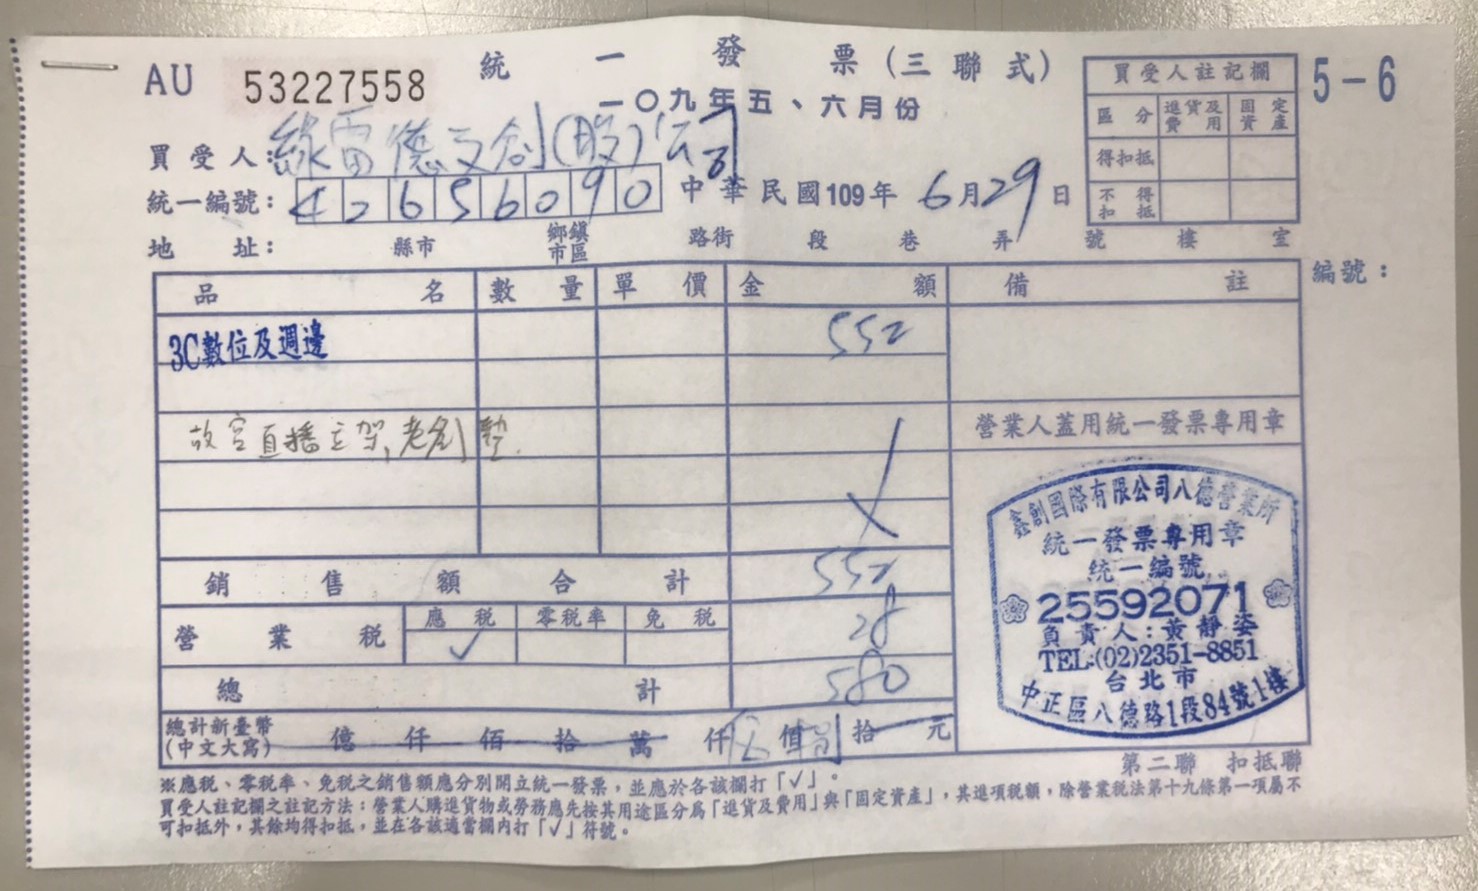 統一發票(三聯式)
AU 53227558
一○九年五、六月份
5-6
買受人註記欄
區分 進貨及費用 固定資產
得扣抵
不得扣抵
買受人:綠雷德文創(股)公司
統一編號:42656090
中華民國109年6月29日
地址: 縣市 鄉鎮市區 路街 段 巷 弄 號 樓 室
編號:
品名 數量 單價 金額 備註
3C數位及週邊 552
故宮直播主架,老創墊.
營業人蓋用統一發票專用章
銷售額合計 552
營業稅 應稅 零稅率 免稅 28
✓
總計 580
總計新臺幣
(中文大寫) 億 仟 佰 拾 萬 仟 伍 佰 捌 拾 元
鑫創國際有限公司八德營業所
統一發票專用章
統一編號
25592071
負責人:黃靜姿
TEL:(02)2351-8851
台北市
中正區八德路1段84號1樓
第二聯 扣抵聯
※應稅、零稅率、免稅之銷售額應分別開立統一發票,並應於各該欄打「✓」。
買受人註記欄之註記方法:營業人購進貨物或勞務應先按其用途區分為「進貨及費用」與「固定資產」,其進項稅額,除營業稅法第十九條第一項屬不
可扣抵外,其餘均得扣抵,並在各該適當欄內打「✓」符號。